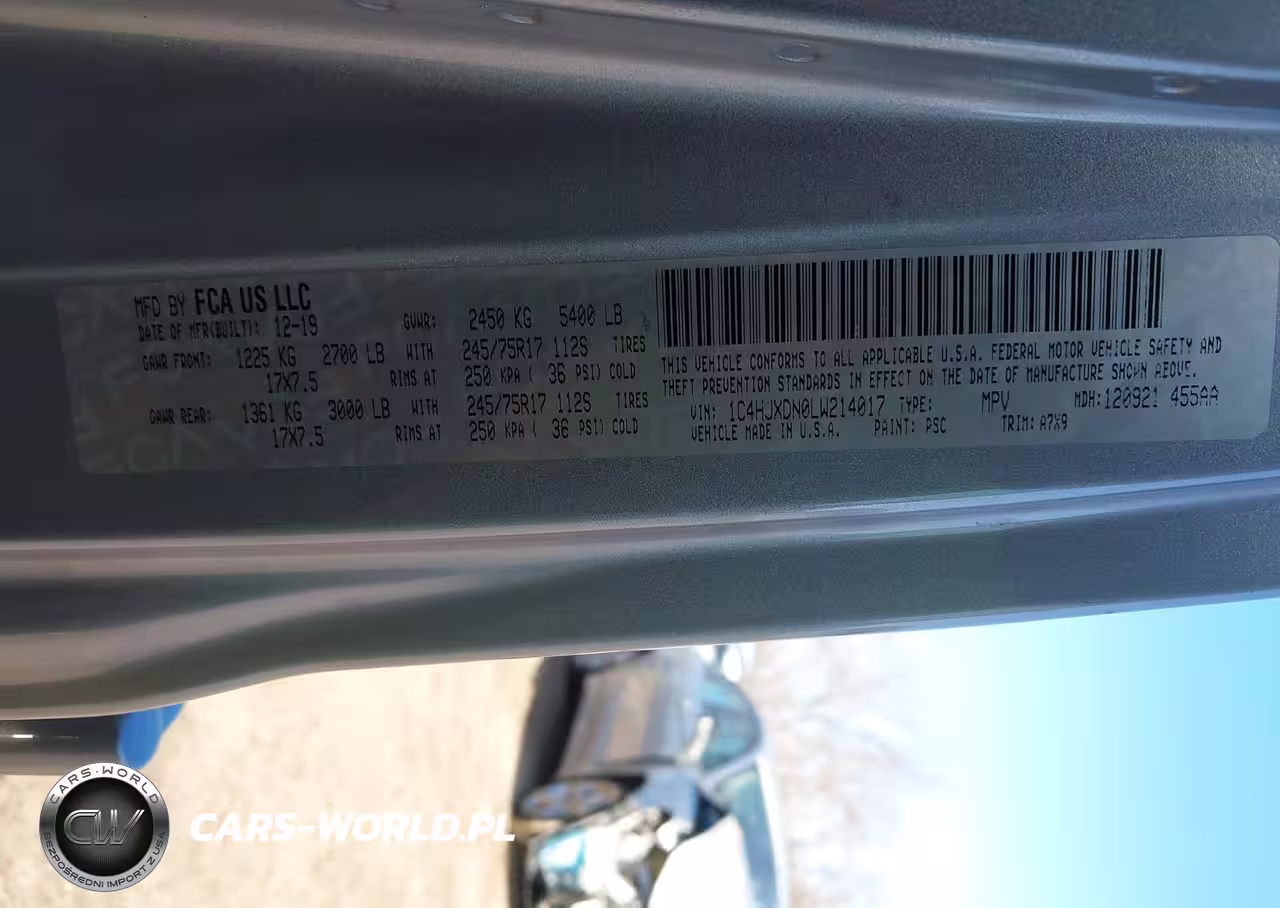 MFD BY FCA US LLC
DATE OF MFR(BUILT): 12-19 GVWR: 2450 KG 5400 LB
GAWR FRONT: 1225 KG 2700 LB WITH 245/75R17 112S TIRES
17X7.5 RIMS AT 250 KPA ( 36 PSI) COLD
GAWR REAR: 1361 KG 3000 LB WITH 245/75R17 112S TIRES
17X7.5 RIMS AT 250 KPA ( 36 PSI) COLD
THIS VEHICLE CONFORMS TO ALL APPLICABLE U.S.A. FEDERAL MOTOR VEHICLE SAFETY AND
THEFT PREVENTION STANDARDS IN EFFECT ON THE DATE OF MANUFACTURE SHOWN ABOVE.
VIN: 1C4HJXDN0LW214017 TYPE: MPV MDH:120921 455AA
VEHICLE MADE IN U.S.A. PAINT: PSC TRIM: A7X9
CARS-WORLD
CW
BEZPOŚREDNI IMPORT Z USA
CARS-WORLD.PL